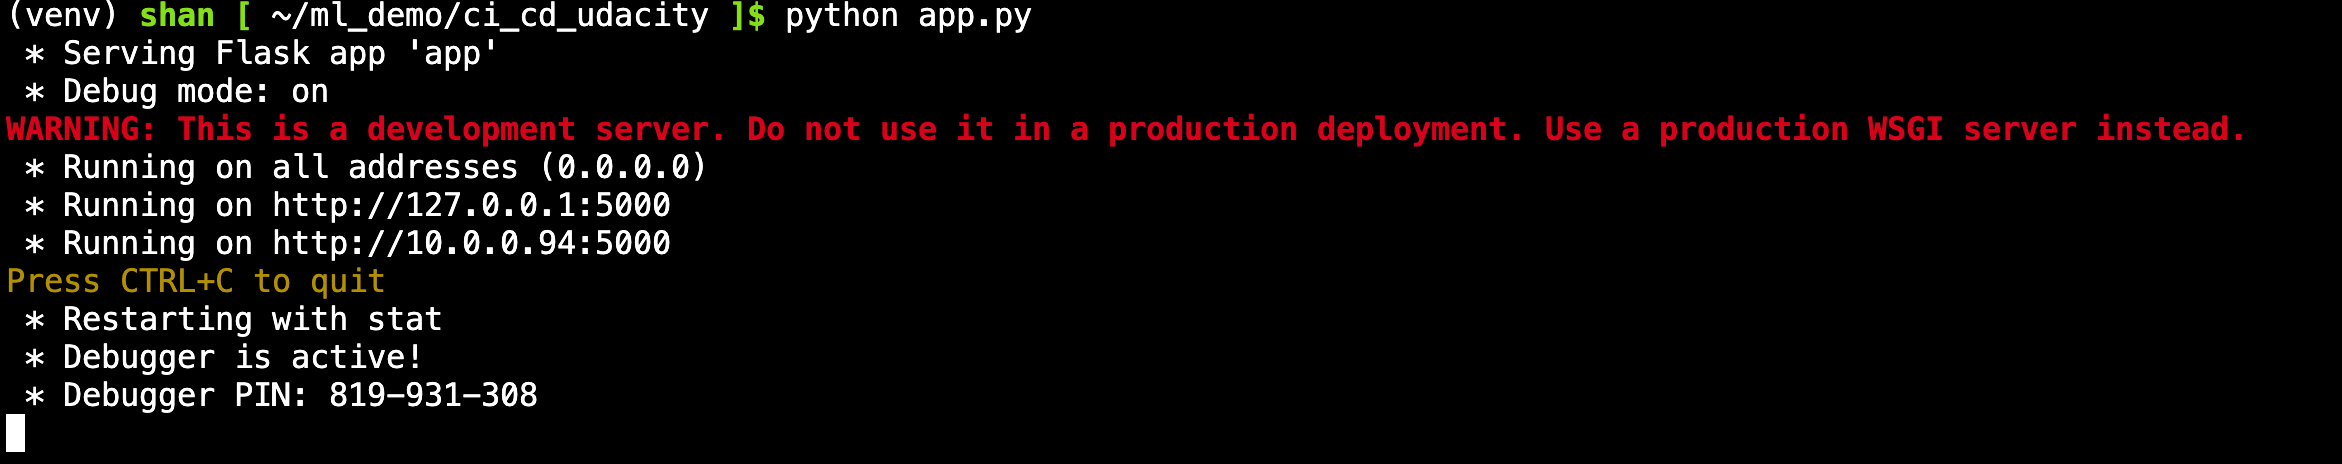 (venv) shan [ ~/ml_demo/ci_cd_udacity ]$ python app.py
 * Serving Flask app 'app'
 * Debug mode: on
WARNING: This is a development server. Do not use it in a production deployment. Use a production WSGI server instead.
 * Running on all addresses (0.0.0.0)
 * Running on http://127.0.0.1:5000
 * Running on http://10.0.0.94:5000
Press CTRL+C to quit
 * Restarting with stat
 * Debugger is active!
 * Debugger PIN: 819-931-308